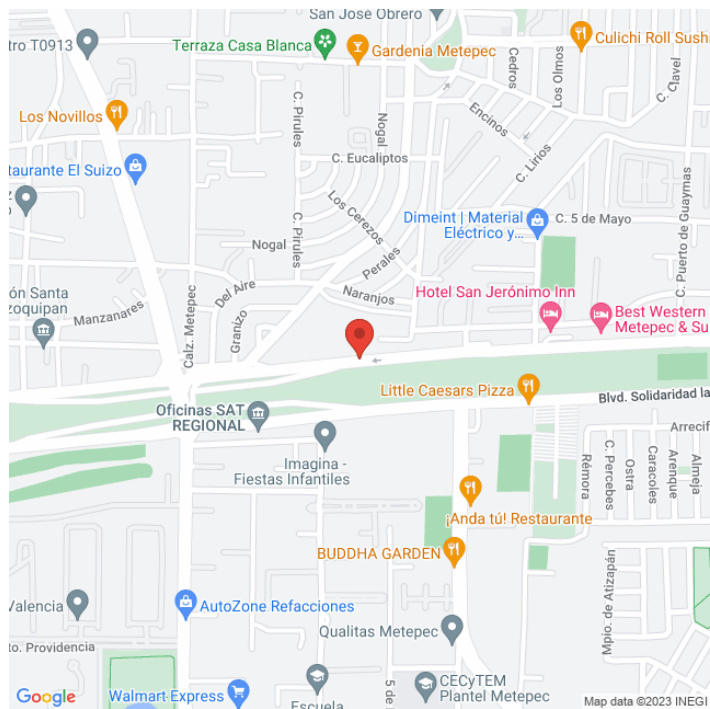 SAN JOSÉ Obrero
tro T0913
Terraza Casa Blanca
Gardenia Metepec
Culichi Roll Sushi
Cedros
Los Olmos
C. Clavel
Los Novillos
C. Pirules
Nogal
Encinos
taurante El Suizo
C. Eucaliptos
C. Lirios
Los Cerezos
C. Pirules
Dimeint | Material
Eléctrico y...
C. 5 de Mayo
C. Puerto de Guaymas
Nogal
Perales
Del Aire
Naranjos
Hotel San Jerónimo Inn
ón Santa
zoquipan
Manzanares
Calz. Metepec
Granizo
Best Western
Metepec & Su
Little Caesars Pizza
Blvd. Solidaridad la
Oficinas SAT
REGIONAL
Imagina -
Fiestas Infantiles
Arrecif
Rémora
C. Percebes
Ostra
Caracoles
Arenque
Almeja
¡Anda tú! Restaurante
BUDDHA GARDEN
Valencia
AutoZone Refacciones
Mpio. de Atizapán
to. Providencia
Qualitas Metepec
CECyTEM
Plantel Metepec
Walmart Express
Escuela
5 de
Google
Map data ©2023 INEGI